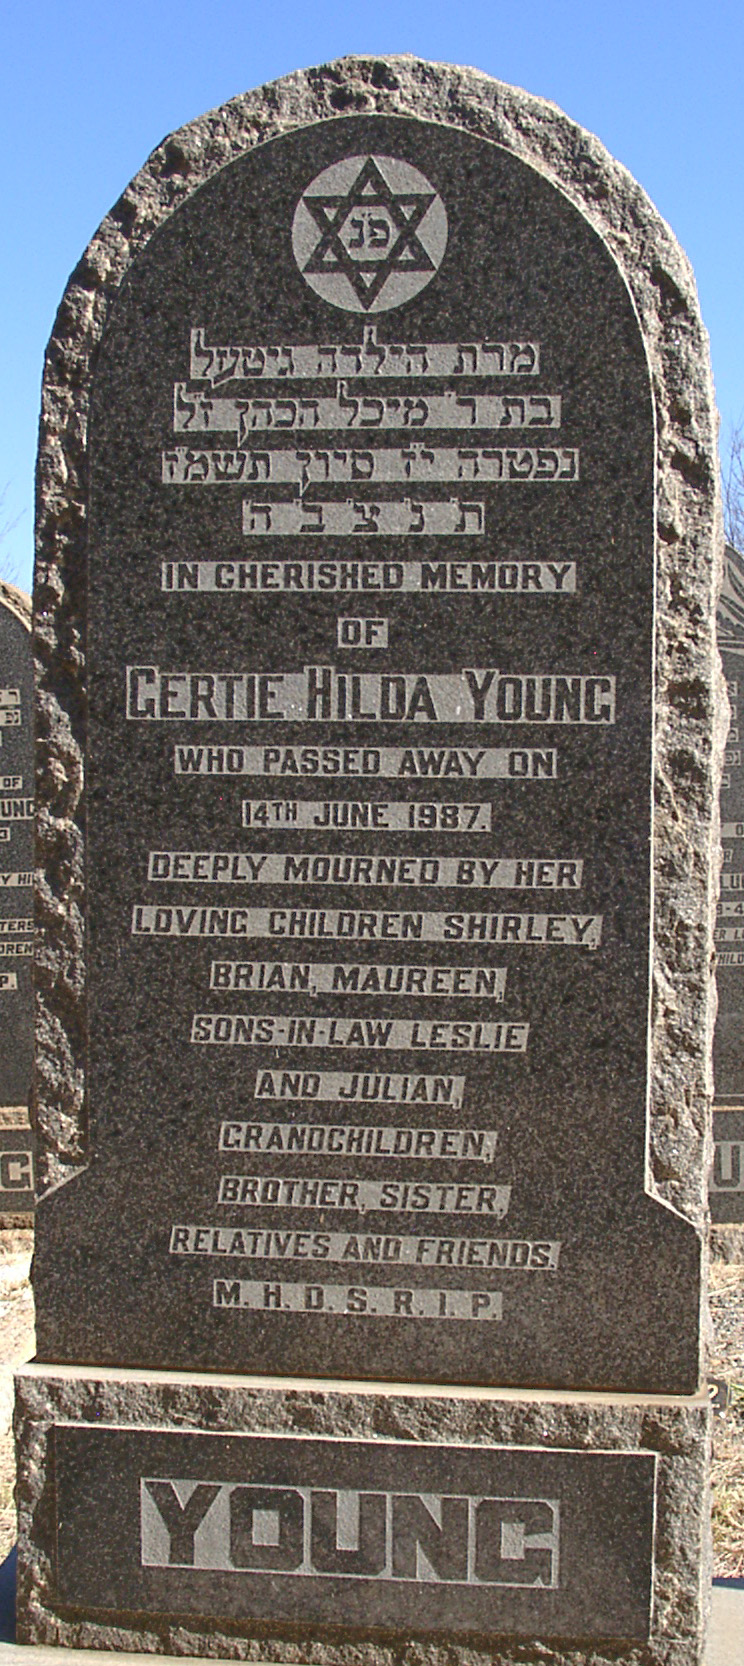 פ"נ
מרת הילדה גיטעל
בת ר' מיכל הכהן ז"ל
נפטרה י"ז סיון תשמ"ז
ת' נ' צ' ב' ה'
IN CHERISHED MEMORY
OF
GERTIE HILDA YOUNG
WHO PASSED AWAY ON
14TH JUNE 1987.
DEEPLY MOURNED BY HER
LOVING CHILDREN SHIRLEY,
BRIAN, MAUREEN,
SONS-IN-LAW LESLIE
AND JULIAN,
GRANDCHILDREN,
BROTHER, SISTER,
RELATIVES AND FRIENDS.
M.H.D.S.R.I.P.
YOUNG